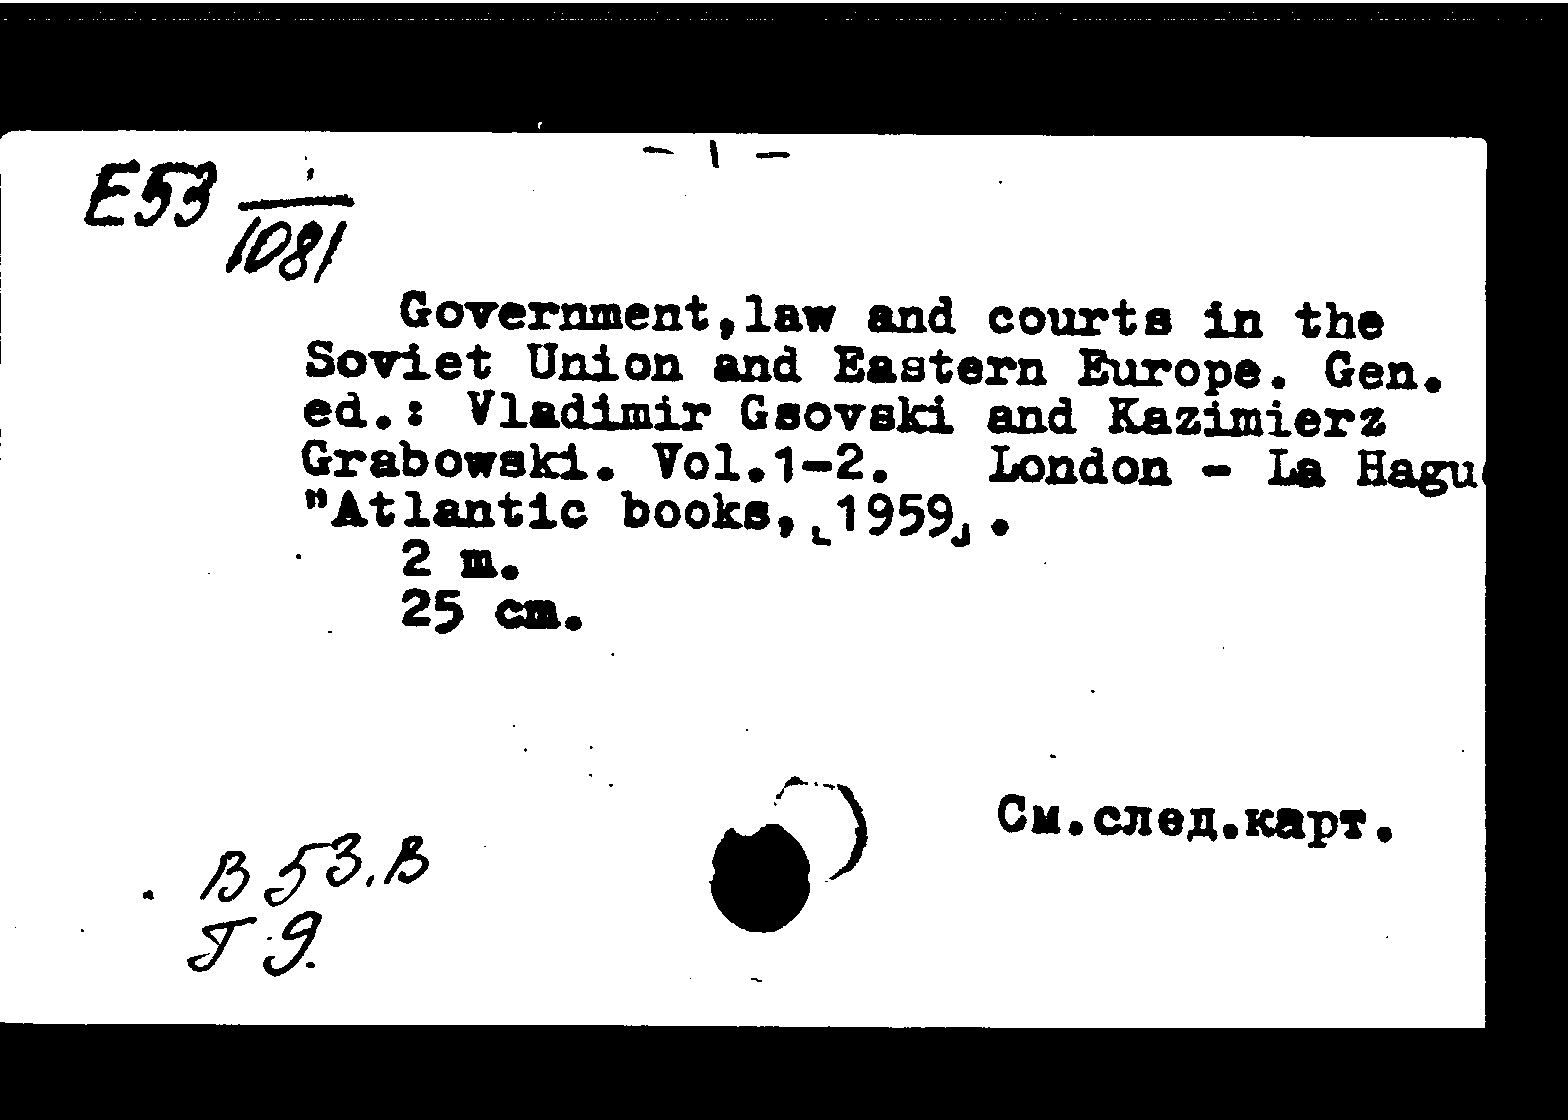 - 1 -
E53
1081
Government,law and courts in the
Soviet Union and Eastern Europe. Gen.
ed.: Vladimir Gsovski and Kazimierz
Grabowski. Vol.1-2. London - La Hagu
"Atlantic books,[1959].
2 m.
25 cm.
См.след.карт.
В 53.В
Т 9.